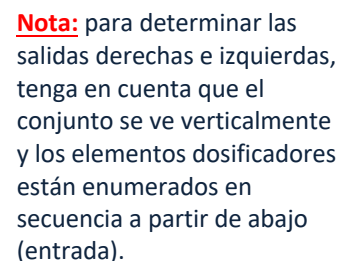 Nota: para determinar las
salidas derechas e izquierdas,
tenga en cuenta que el
conjunto se ve verticalmente
y los elementos dosificadores
están enumerados en
secuencia a partir de abajo
(entrada).